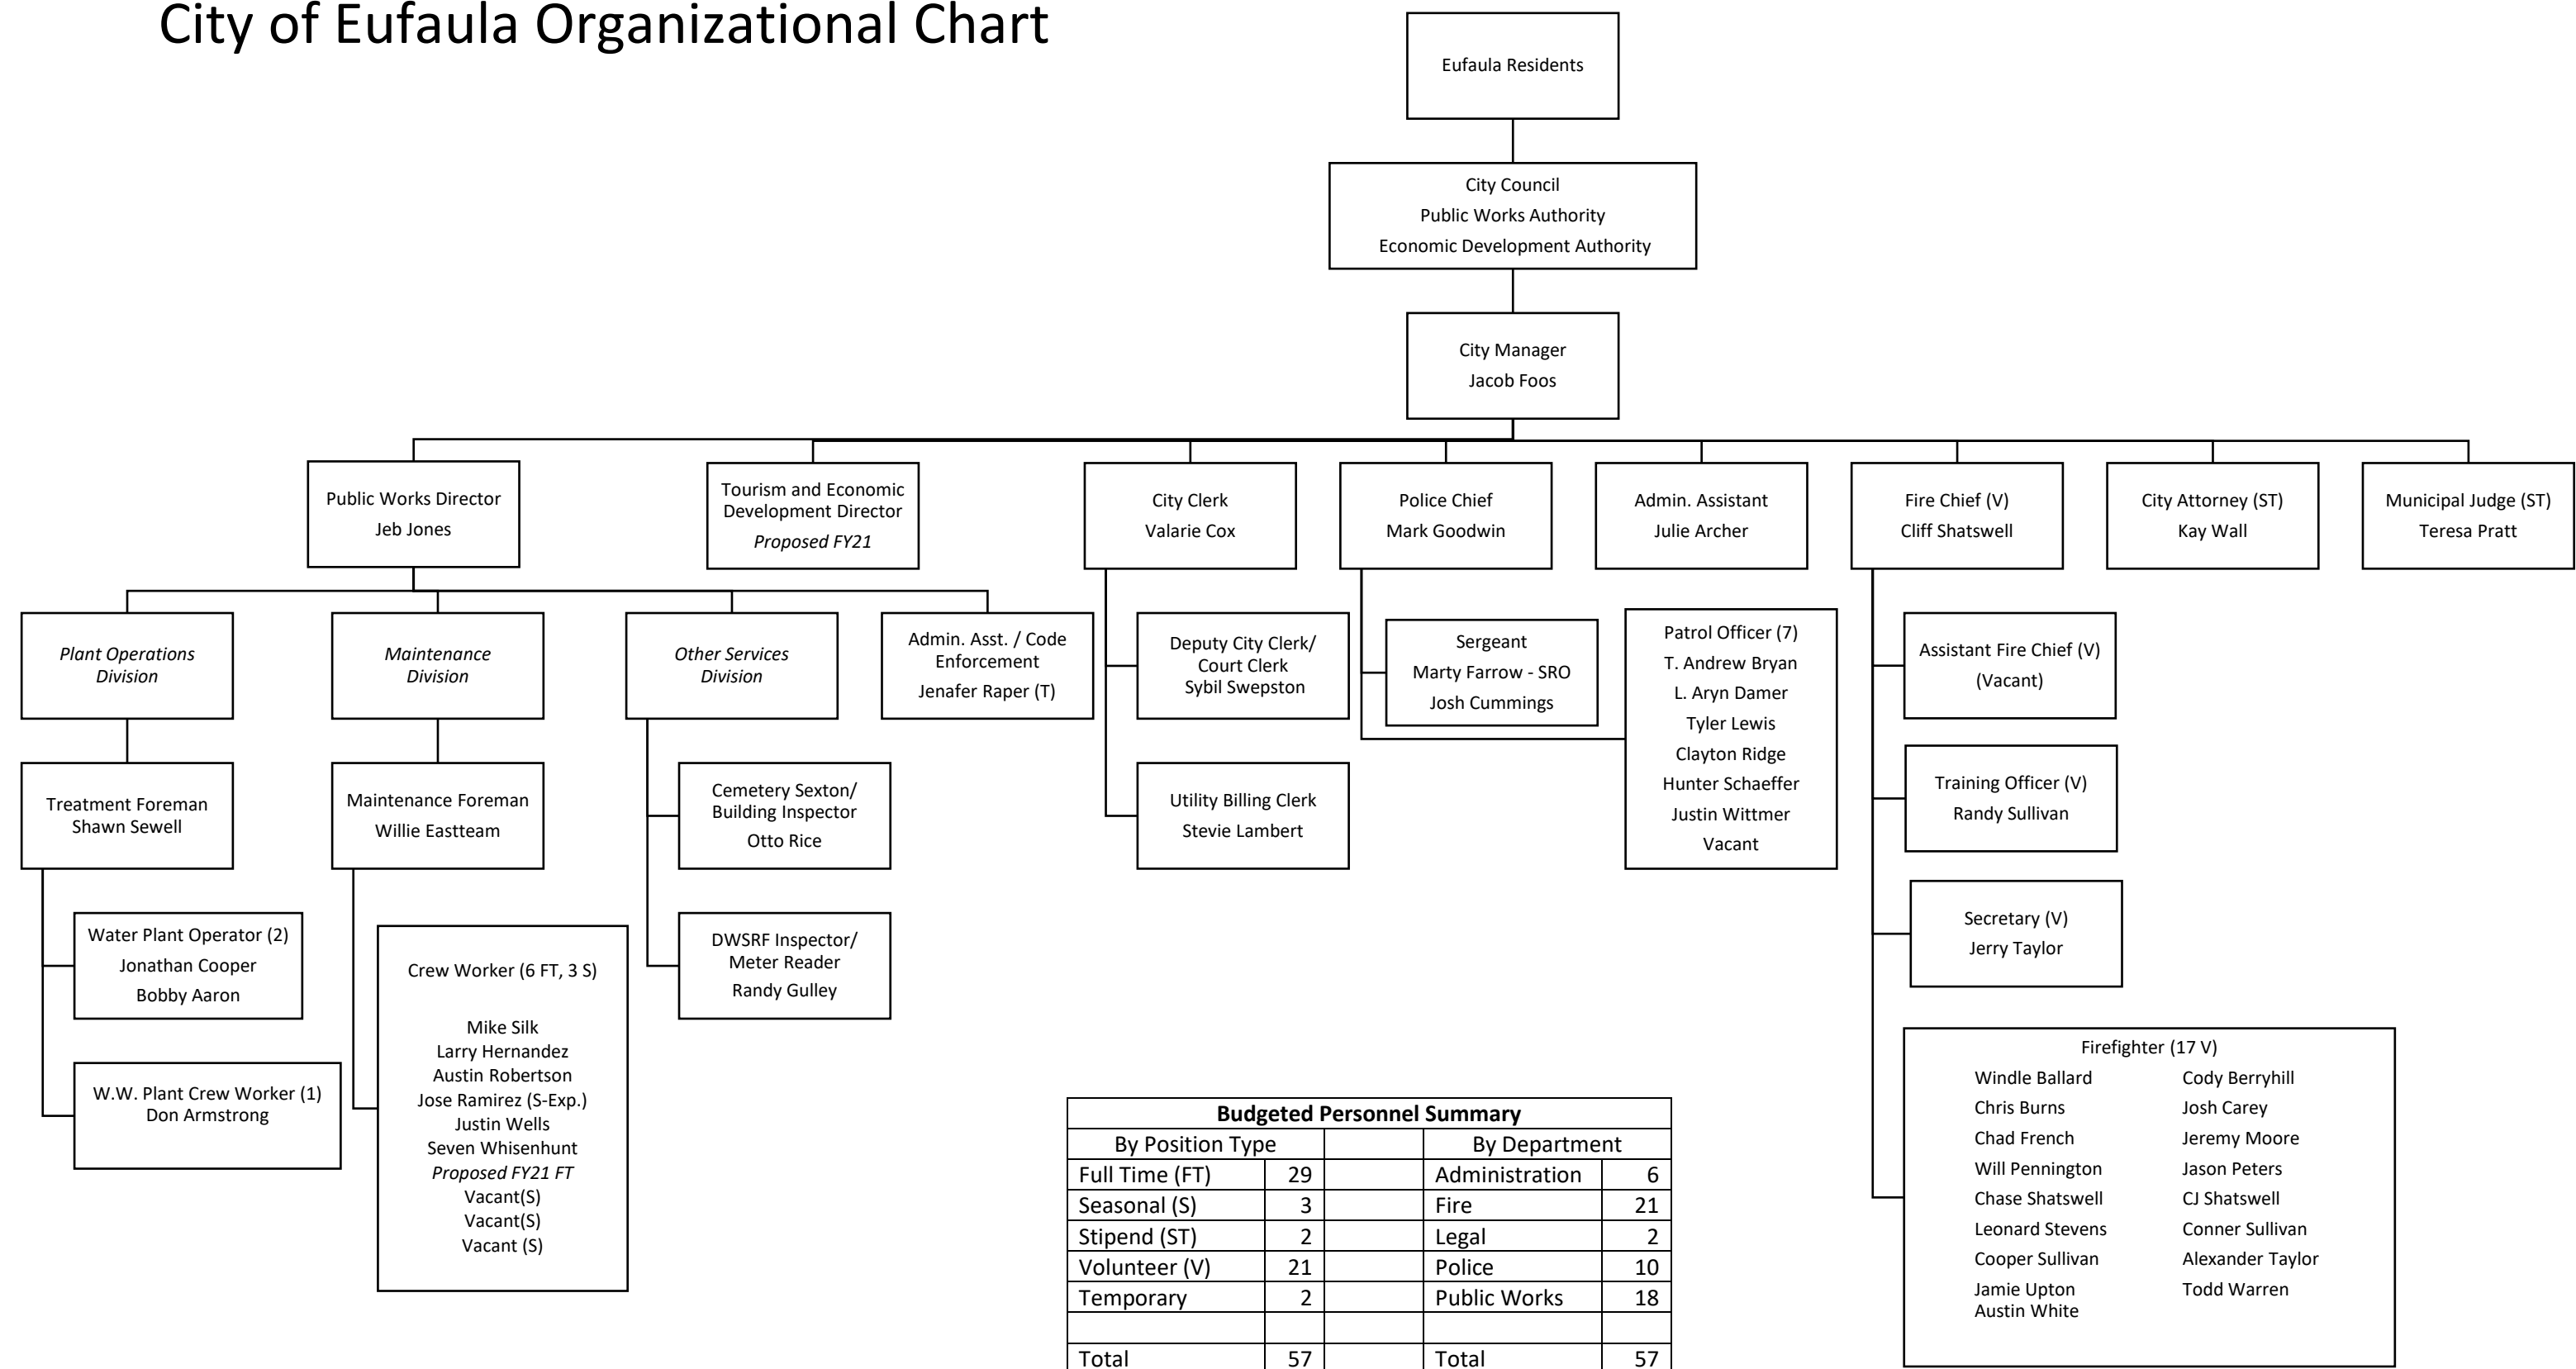 City of Eufaula Organizational Chart
Eufaula Residents
City Council
Public Works Authority
Economic Development Authority
City Manager
Jacob Foos
Public Works Director
Jeb Jones
Tourism and Economic
Development Director
Proposed FY21
City Clerk
Valarie Cox
Police Chief
Mark Goodwin
Admin. Assistant
Julie Archer
Fire Chief (V)
Cliff Shatswell
City Attorney (ST)
Kay Wall
Municipal Judge (ST)
Teresa Pratt
Plant Operations
Division
Maintenance
Division
Other Services
Division
Admin. Asst. / Code
Enforcement
Jenafer Raper (T)
Deputy City Clerk/
Court Clerk
Sybil Swepston
Sergeant
Marty Farrow - SRO
Josh Cummings
Patrol Officer (7)
T. Andrew Bryan
L. Aryn Damer
Tyler Lewis
Clayton Ridge
Hunter Schaeffer
Justin Wittmer
Vacant
Assistant Fire Chief (V)
(Vacant)
Treatment Foreman
Shawn Sewell
Maintenance Foreman
Willie Eastteam
Cemetery Sexton/
Building Inspector
Otto Rice
Utility Billing Clerk
Stevie Lambert
Training Officer (V)
Randy Sullivan
Water Plant Operator (2)
Jonathan Cooper
Bobby Aaron
Crew Worker (6 FT, 3 S)
Mike Silk
Larry Hernandez
Austin Robertson
Jose Ramirez (S-Exp.)
Justin Wells
Seven Whisenhunt
Proposed FY21 FT
Vacant(S)
Vacant(S)
Vacant (S)
DWSRF Inspector/
Meter Reader
Randy Gulley
Secretary (V)
Jerry Taylor
W.W. Plant Crew Worker (1)
Don Armstrong
Firefighter (17 V)
Windle Ballard Cody Berryhill
Chris Burns Josh Carey
Chad French Jeremy Moore
Will Pennington Jason Peters
Chase Shatswell CJ Shatswell
Leonard Stevens Conner Sullivan
Cooper Sullivan Alexander Taylor
Jamie Upton Todd Warren
Austin White
Budgeted Personnel Summary
By Position Type By Department
Full Time (FT) 29 Administration 6
Seasonal (S) 3 Fire 21
Stipend (ST) 2 Legal 2
Volunteer (V) 21 Police 10
Temporary 2 Public Works 18
Total 57 Total 57